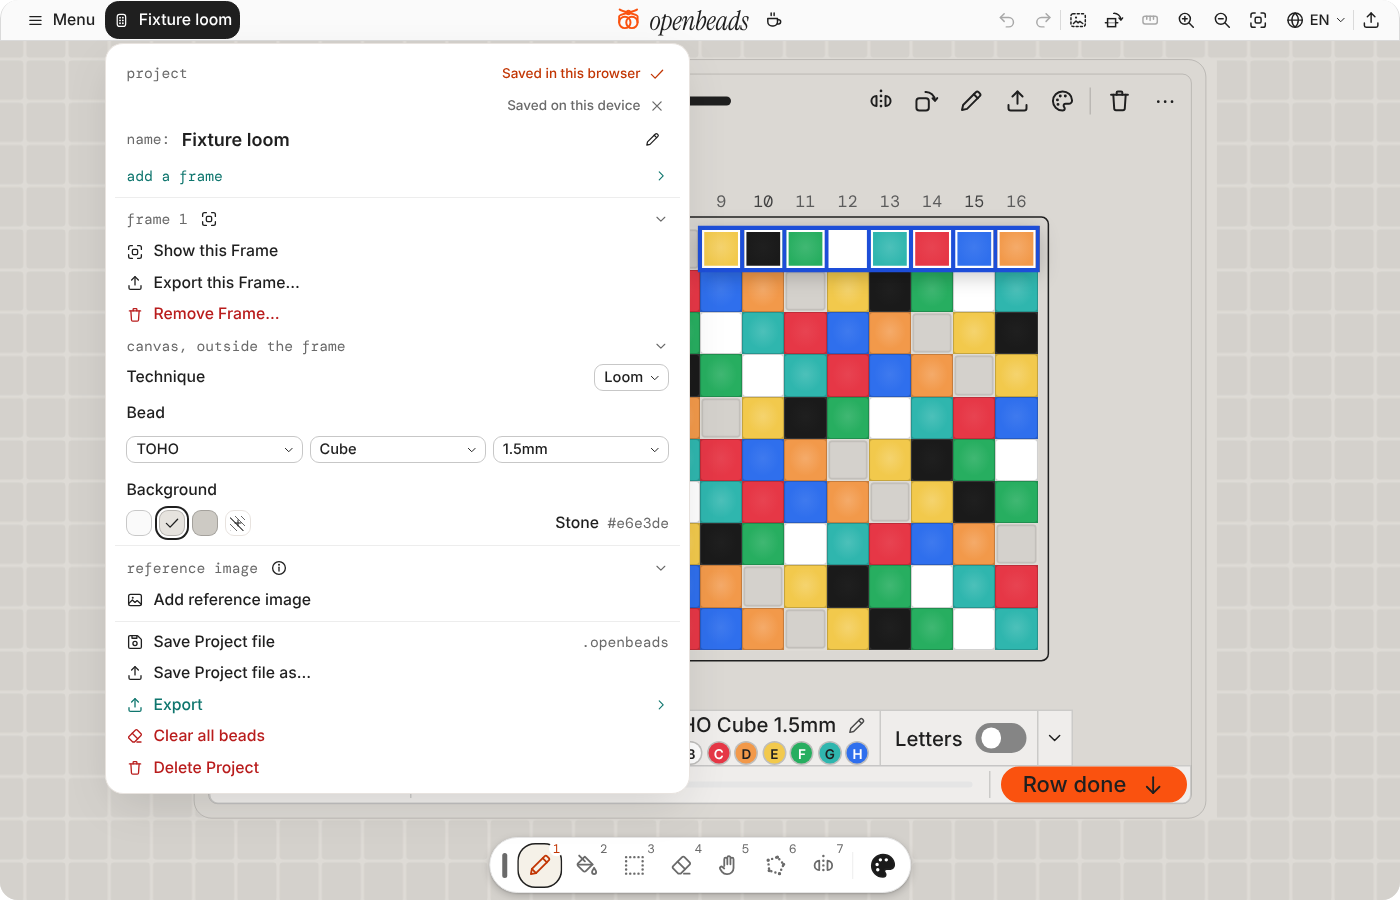 Menu
Fixture loom
openbeads
EN
project
Saved in this browser
Saved on this device
name: Fixture loom
add a frame
frame 1
Show this Frame
Export this Frame...
Remove Frame...
canvas, outside the frame
Technique
Loom
Bead
TOHO
Cube
1.5mm
Background
Stone #e6e3de
reference image
Add reference image
Save Project file
.openbeads
Save Project file as...
Export
Clear all beads
Delete Project
9 10 11 12 13 14 15 16
HO Cube 1.5mm
B C D E F G H
Letters
Row done
1 2 3 4 5 6 7